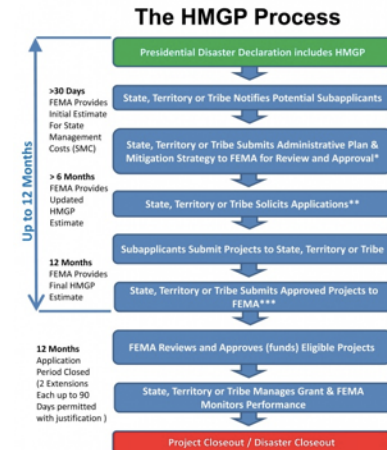 The HMGP Process
Presidential Disaster Declaration includes HMGP
State, Territory or Tribe Notifies Potential Subapplicants
State, Territory or Tribe Submits Administrative Plan &
Mitigation Strategy to FEMA for Review and Approval*
State, Territory or Tribe Solicits Applications**
Subapplicants Submit Projects to State, Territory or Tribe
State, Territory or Tribe Submits Approved Projects to
FEMA***
FEMA Reviews and Approves (funds) Eligible Projects
State, Territory or Tribe Manages Grant & FEMA
Monitors Performance
Project Closeout / Disaster Closeout
Up to 12 Months
>30 Days
FEMA Provides
Initial Estimate
For State
Management
Costs (SMC)
> 6 Months
FEMA Provides
Updated
HMGP
Estimate
12 Months
FEMA Provides
Final HMGP
Estimate
12 Months
Application
Period Closed
(2 Extensions
Each up to 90
Days permitted
with justification )